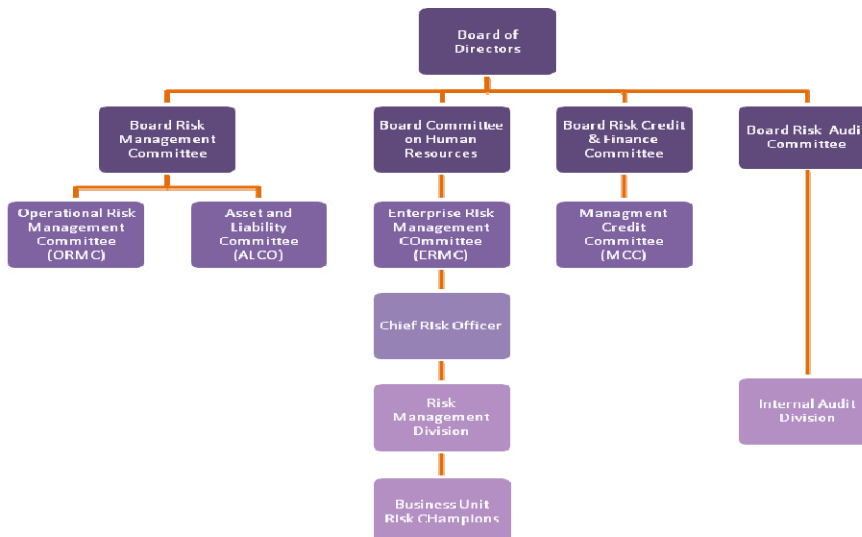 Board of
Directors
Board Risk
Management
Committee
Board Committee
on Human
Resources
Board Risk Credit
& Finance
Committee
Board Risk Audit
Committee
Operational Risk
Management
Committee
(ORMC)
Asset and
Liability
Committee
(ALCO)
Enterprise Risk
Management
COmmittee
(ERMC)
Managment
Credit
Committee
(MCC)
Chief Risk Officer
Risk
Management
Division
Internal Audit
Division
Business Unit
Risk CHampions